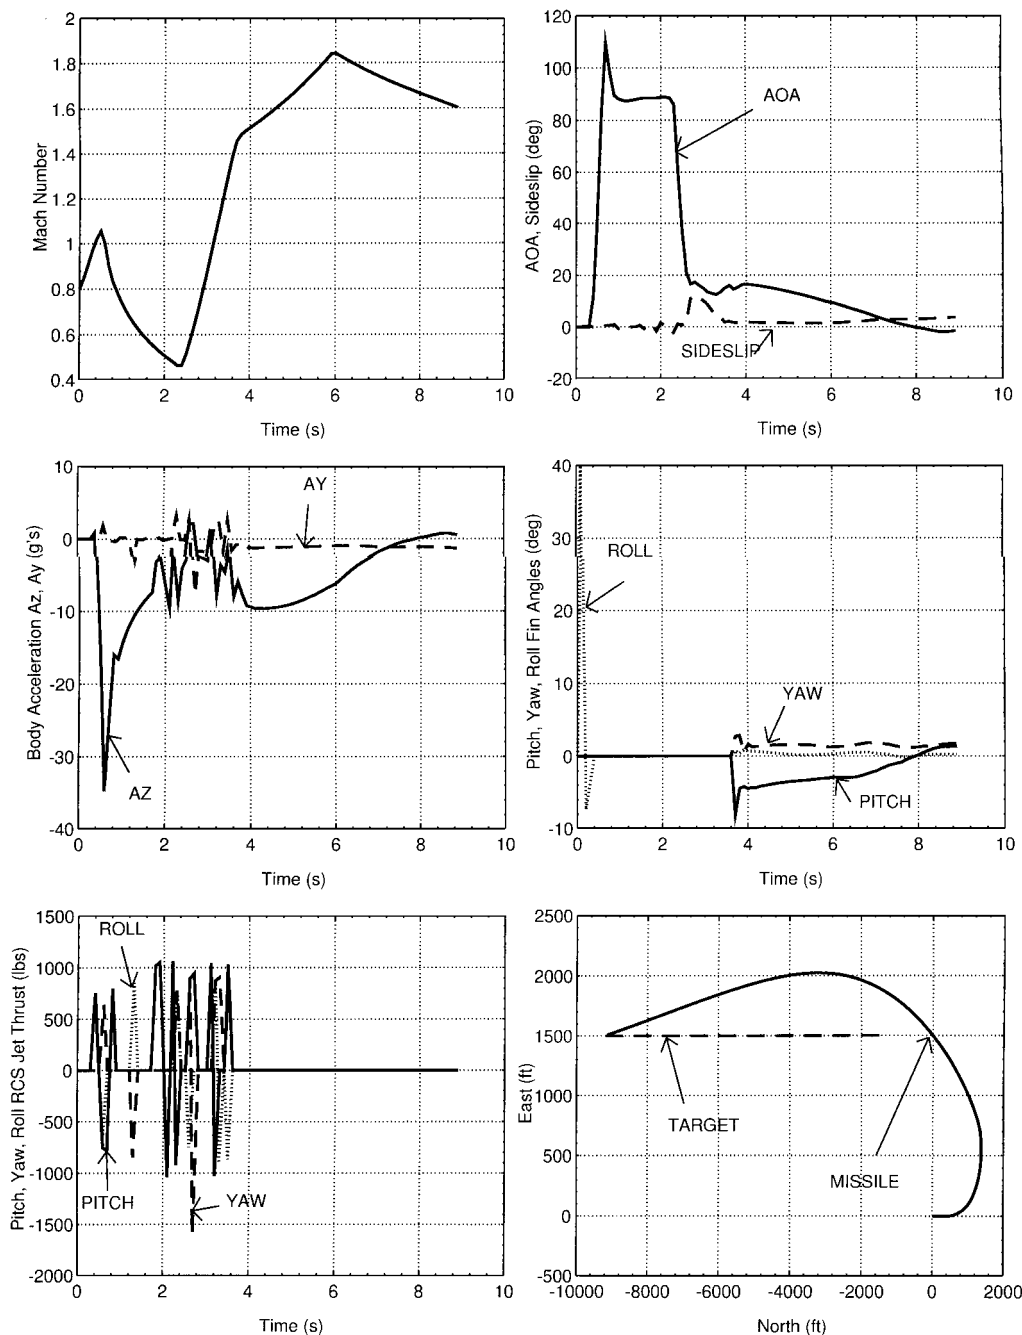 2
1.8
1.6
1.4
1.2
1
0.8
0.6
0.4
Mach Number
0 2 4 6 8 10
Time (s)
120
100
80
60
40
20
0
-20
AOA, Sideslip (deg)
AOA
SIDESLIP
0 2 4 6 8 10
Time (s)
10
0
-10
-20
-30
-40
Body Acceleration Az, Ay (g's)
AY
AZ
0 2 4 6 8 10
Time (s)
40
30
20
10
0
-10
Pitch, Yaw, Roll Fin Angles (deg)
ROLL
YAW
PITCH
0 2 4 6 8 10
Time (s)
1500
1000
500
0
-500
-1000
-1500
-2000
Pitch, Yaw, Roll RCS Jet Thrust (lbs)
ROLL
PITCH
YAW
0 2 4 6 8 10
Time (s)
2500
2000
1500
1000
500
0
-500
East (ft)
TARGET
MISSILE
-10000 -8000 -6000 -4000 -2000 0 2000
North (ft)